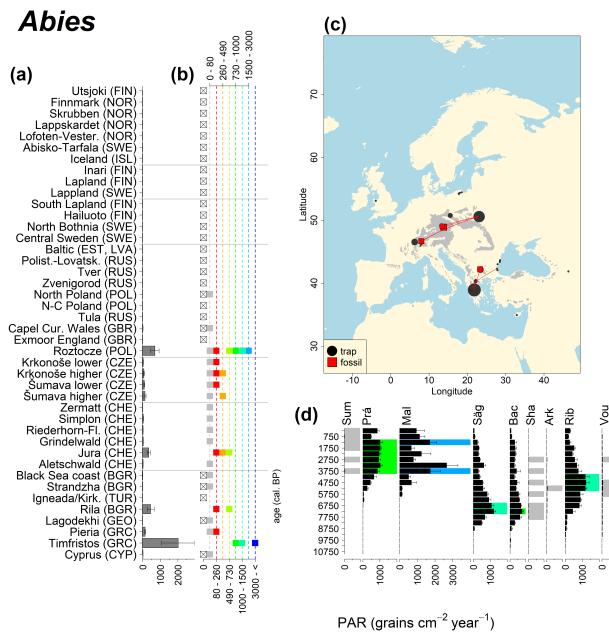 Abies
(a)
(b)
(c)
0 - 80
260 - 490
730 - 1000
1500 - 3000
Utsjoki (FIN)
Finnmark (NOR)
Skrubben (NOR)
Lappskardet (NOR)
Lofoten-Vester. (NOR)
Abisko-Tarfala (SWE)
Iceland (ISL)
Inari (FIN)
Lapland (FIN)
Lappland (SWE)
South Lapland (FIN)
Hailuoto (FIN)
North Bothnia (SWE)
Central Sweden (SWE)
Baltic (EST, LVA)
Polist.-Lovatsk. (RUS)
Tver (RUS)
Zvenigorod (RUS)
North Poland (POL)
N-C Poland (POL)
Tula (RUS)
Capel Cur. Wales (GBR)
Exmoor England (GBR)
Roztocze (POL)
Krkonoše lower (CZE)
Krkonoše higher (CZE)
Šumava lower (CZE)
Šumava higher (CZE)
Zermatt (CHE)
Simplon (CHE)
Riederhorn-Fl. (CHE)
Grindelwald (CHE)
Jura (CHE)
Aletschwald (CHE)
Black Sea coast (BGR)
Strandzha (BGR)
Igneada/Kirk. (TUR)
Rila (BGR)
Lagodekhi (GEO)
Pieria (GRC)
Timfristos (GRC)
Cyprus (CYP)
0 1000 2000
80 - 260
490 - 730
1000 - 1500
3000 - <
age (cal. BP)
Latitude
70
60
50
40
30
trap
fossil
-10 0 10 20 30 40
Longitude
(d)
Sum Prá Mal Ság Bac Sha Ark Rib Vou
750
1750
2750
3750
4750
5750
6750
7750
8750
9750
10750
0 0 1000 0 1000 2000 3000 0 1000 0 0 0 0 1000 0
PAR (grains cm−2 year−1)